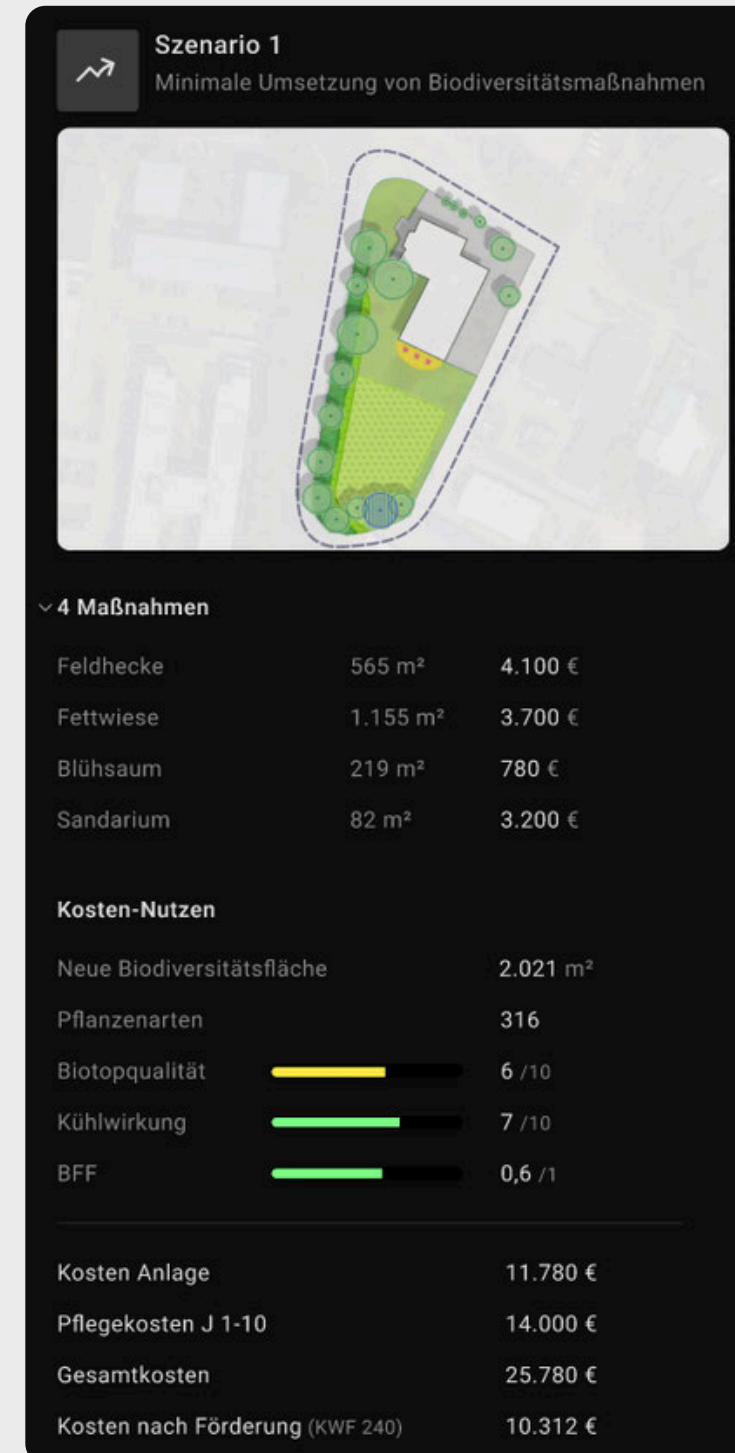 Szenario 1
Minimale Umsetzung von Biodiversitätsmaßnahmen
4 Maßnahmen
Feldhecke 565 m² 4.100 €
Fettwiese 1.155 m² 3.700 €
Blühsaum 219 m² 780 €
Sandarium 82 m² 3.200 €
Kosten-Nutzen
Neue Biodiversitätsfläche 2.021 m²
Pflanzenarten 316
Biotopqualität 6 /10
Kühlwirkung 7 /10
BFF 0,6 /1
Kosten Anlage 11.780 €
Pflegekosten J 1-10 14.000 €
Gesamtkosten 25.780 €
Kosten nach Förderung (KWF 240) 10.312 €